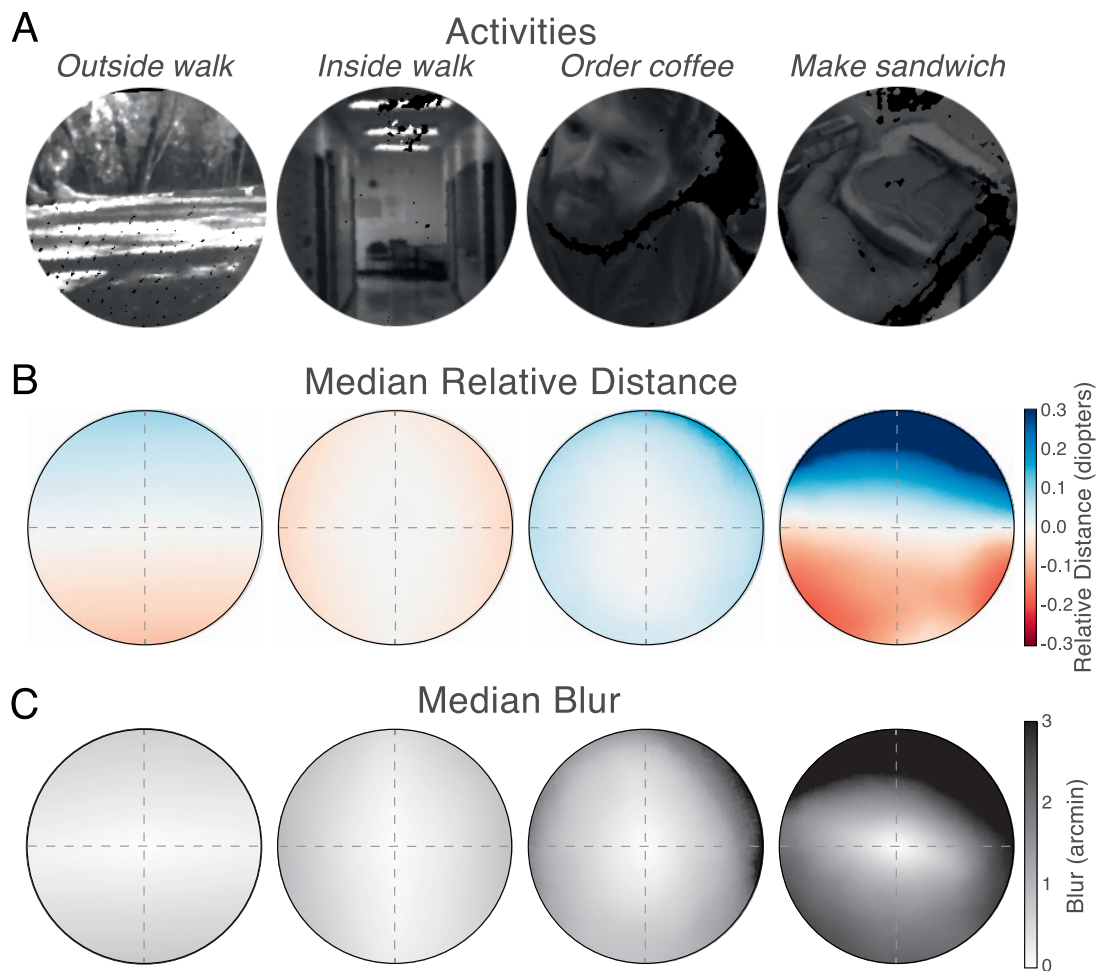 A
Activities
Outside walk
Inside walk
Order coffee
Make sandwich
B
Median Relative Distance
0.3
0.2
0.1
0.0
-0.1
-0.2
-0.3
Relative Distance (diopters)
C
Median Blur
3
2
1
0
Blur (arcmin)